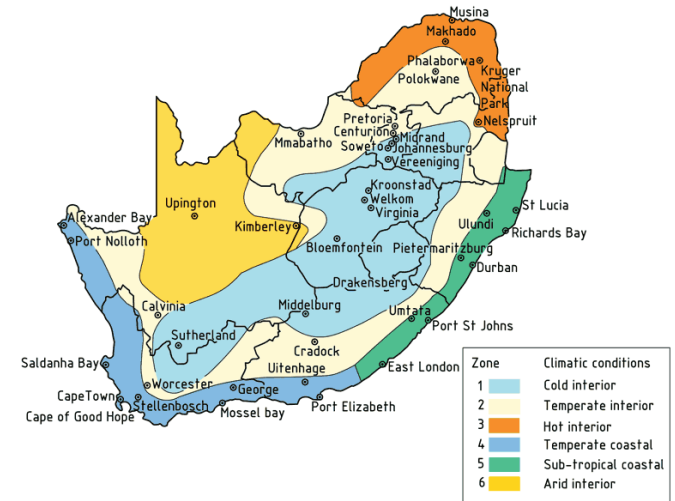 Musina
Makhado
Phalaborwa
Polokwane
Kruger
National
Park
Nelspruit
Pretoria
Centurion
Midrand
Soweto
Johannesburg
Vereeniging
Mmabatho
Kroonstad
Welkom
Virginia
Upington
Kimberley
Bloemfontein
St Lucia
Ulundi
Richards Bay
Pietermaritzburg
Durban
Alexander Bay
Port Nolloth
Drakensberg
Calvinia
Middelburg
Umtata
Port St Johns
Sutherland
Cradock
Uitenhage
East London
Saldanha Bay
Worcester
George
CapeTown
Stellenbosch
Mossel bay
Port Elizabeth
Cape of Good Hope
Zone Climatic conditions
1 Cold interior
2 Temperate interior
3 Hot interior
4 Temperate coastal
5 Sub-tropical coastal
6 Arid interior